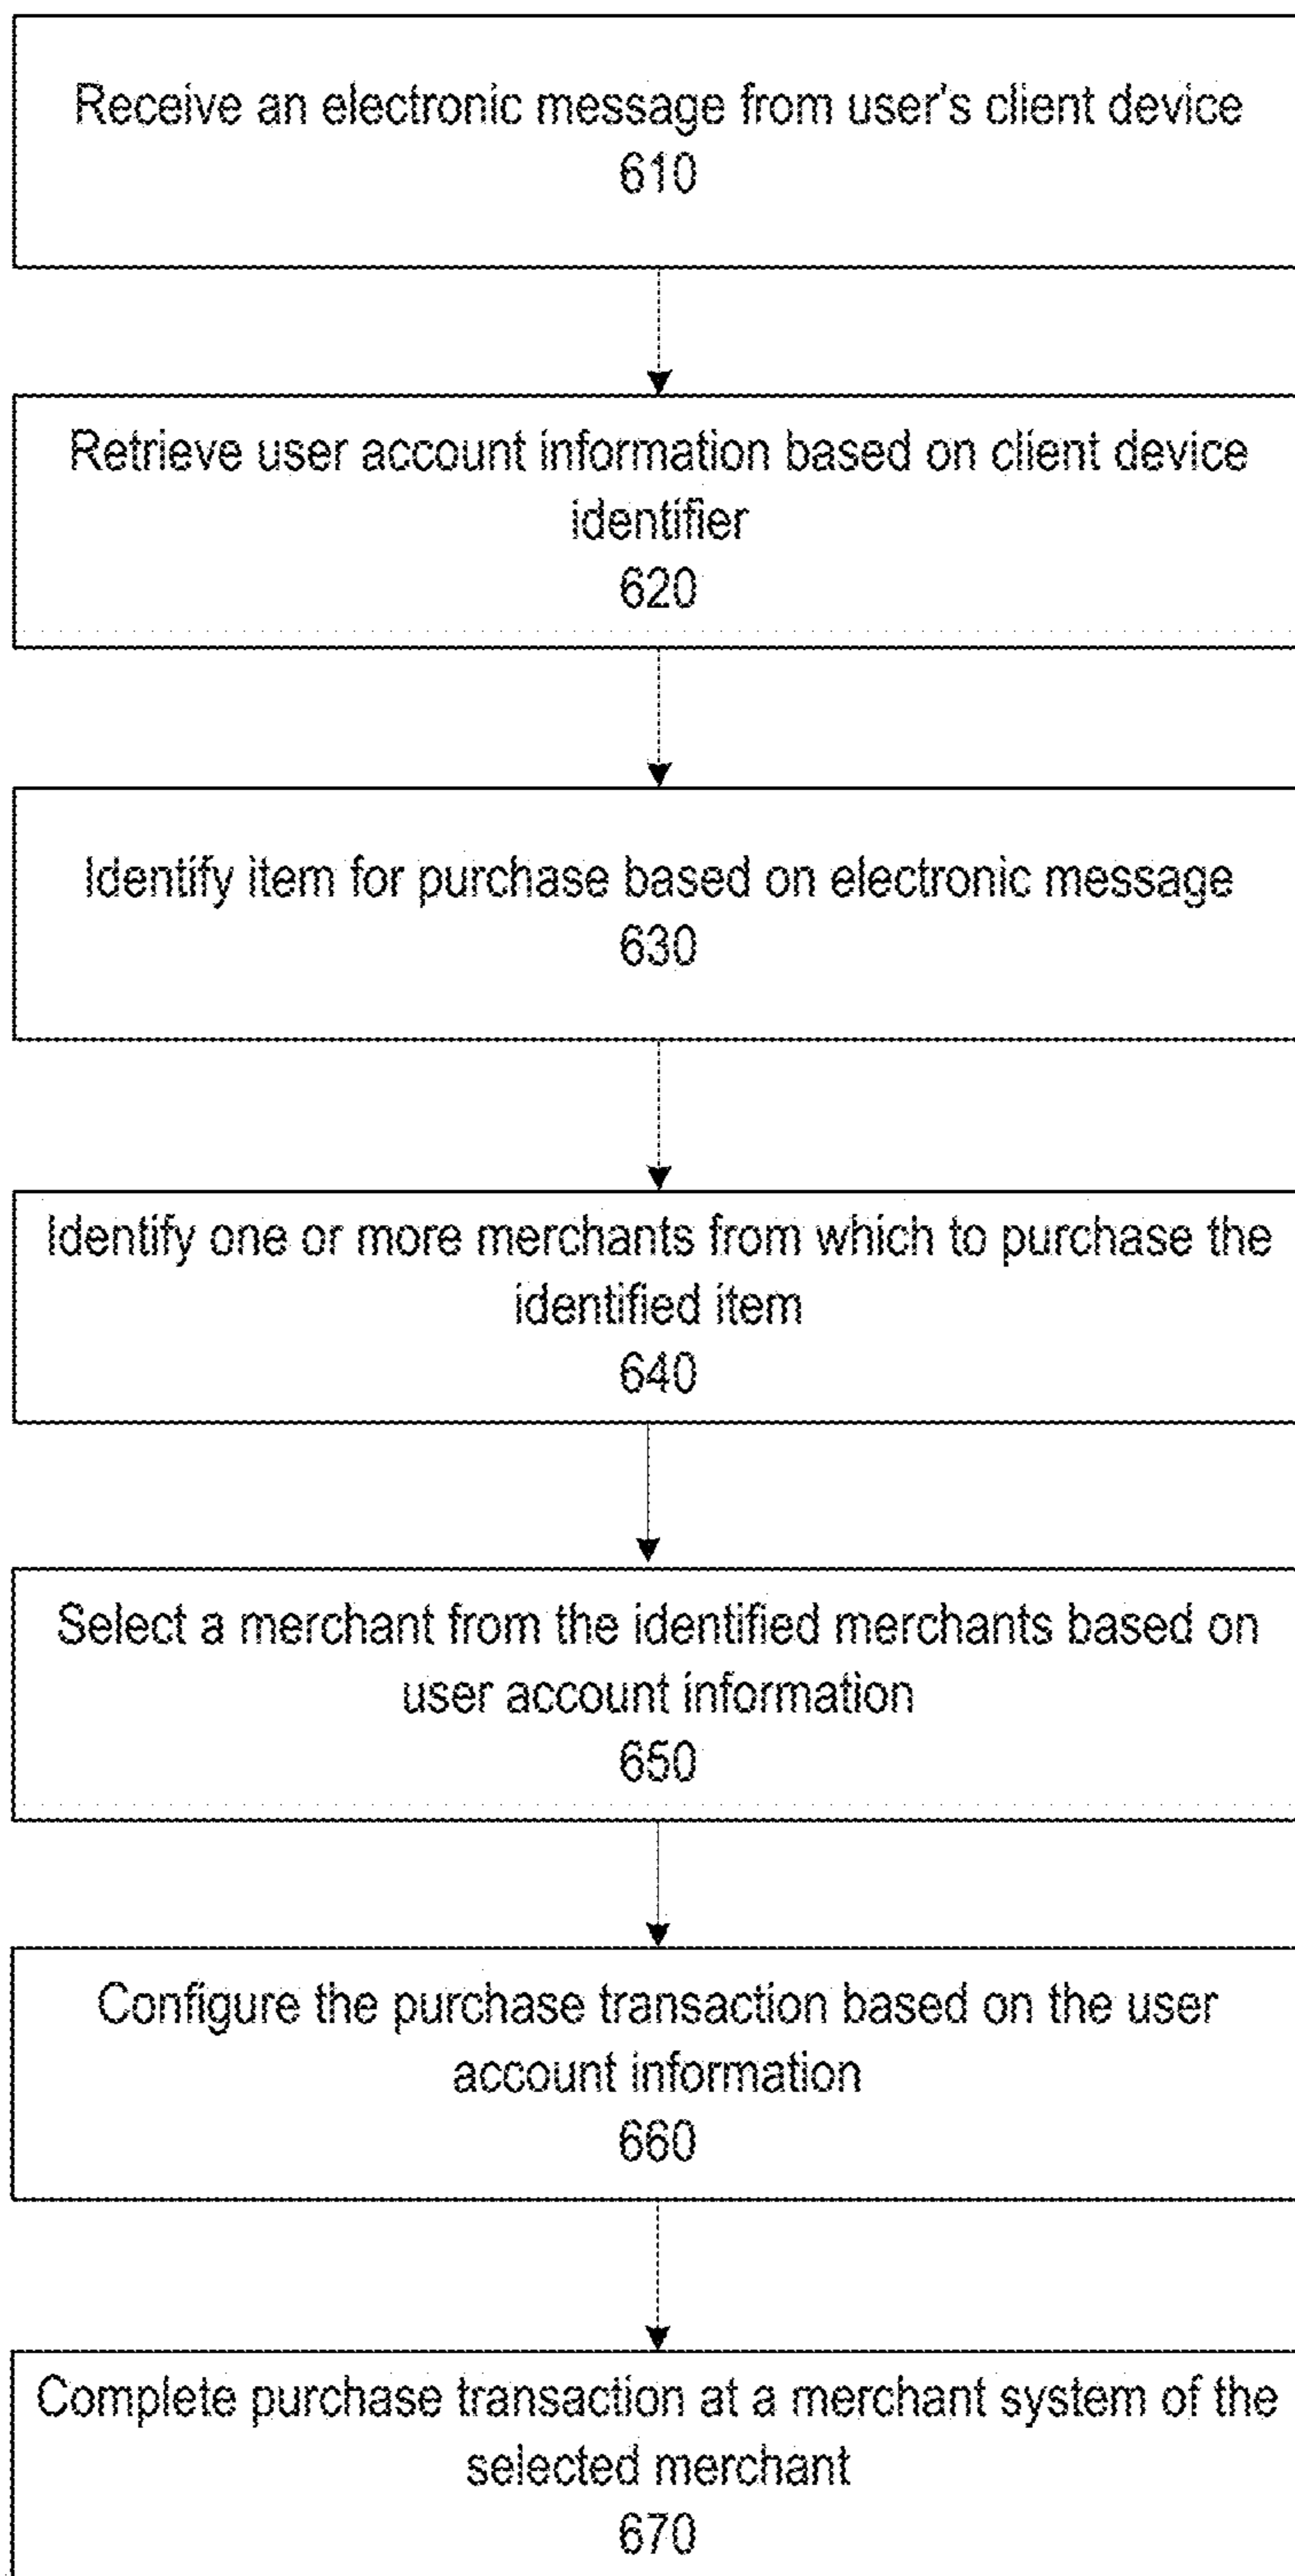 Receive an electronic message from user's client device
610
Retrieve user account information based on client device
identifier
620
Identify item for purchase based on electronic message
630
Identify one or more merchants from which to purchase the
identified item
640
Select a merchant from the identified merchants based on
user account information
650
Configure the purchase transaction based on the user
account information
660
Complete purchase transaction at a merchant system of the
selected merchant
670